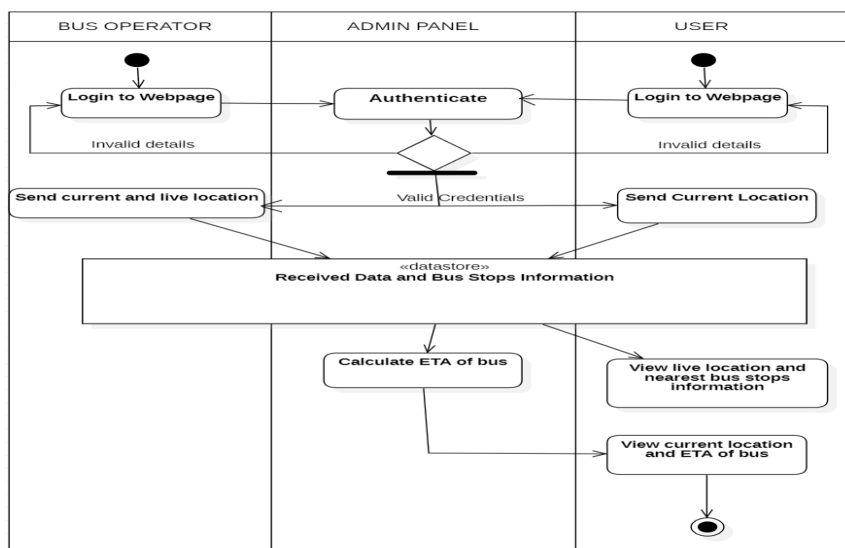 BUS OPERATOR
ADMIN PANEL
USER
Login to Webpage
Authenticate
Login to Webpage
Invalid details
Invalid details
Send current and live location
Valid Credentials
Send Current Location
«datastore»
Received Data and Bus Stops Information
Calculate ETA of bus
View live location and
nearest bus stops
information
View current location
and ETA of bus